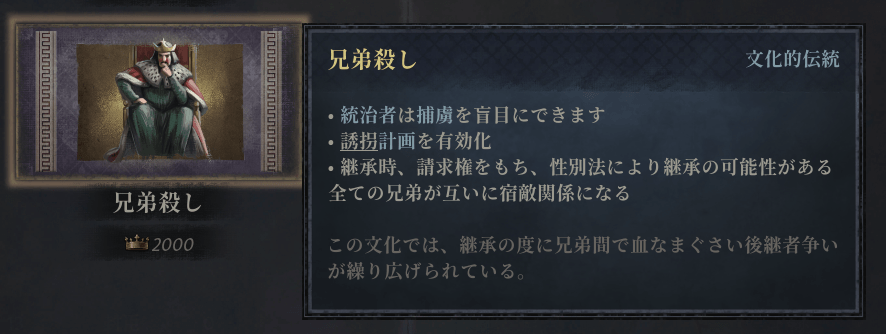 兄弟殺し
文化的伝統
• 統治者は捕虜を盲目にできます
• 誘拐計画を有効化
• 継承時、請求権をもち、性別法により継承の可能性がある
全ての兄弟が互いに宿敵関係になる
この文化では、継承の度に兄弟間で血なまぐさい後継者争い
が繰り広げられている。
兄弟殺し
2000